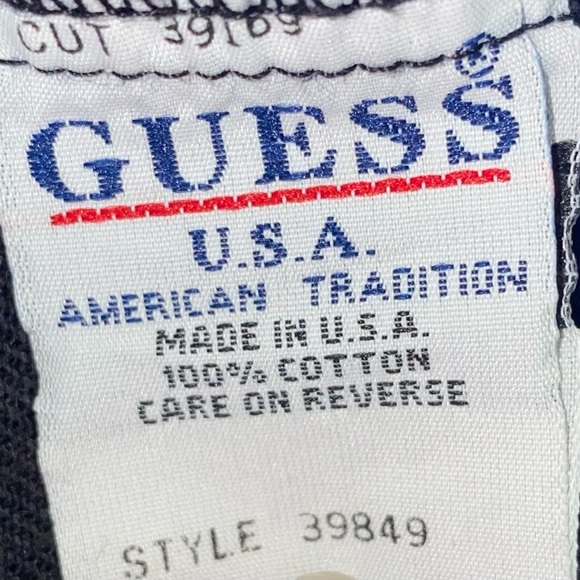 CUT 39169
GUESS®
U.S.A.
AMERICAN TRADITION
MADE IN U.S.A.
100% COTTON
CARE ON REVERSE
STYLE 39849